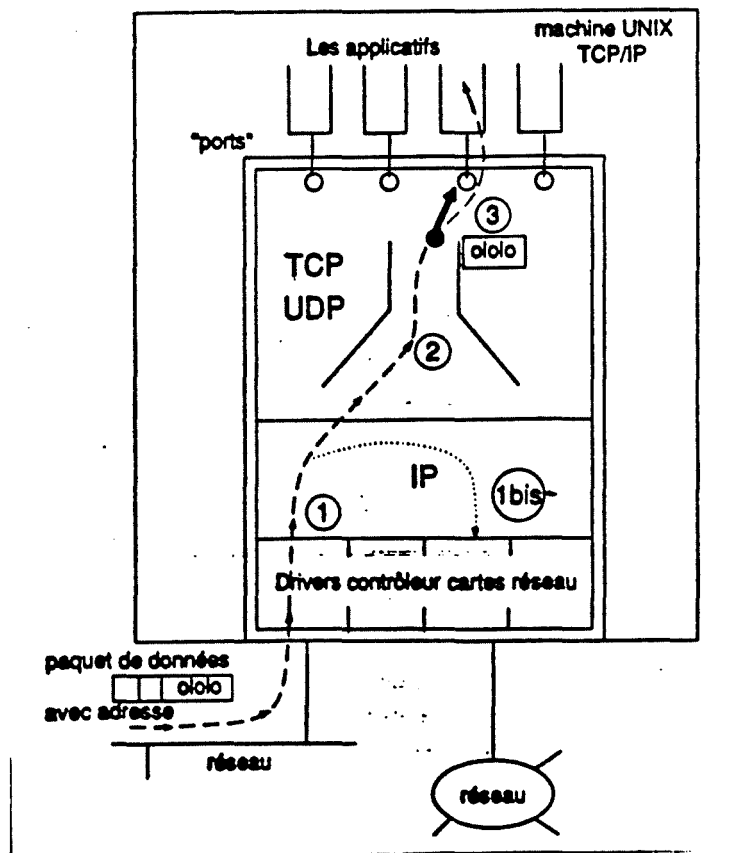 machine UNIX
TCP/IP
Les applicatifs
"ports"
3
ololo
TCP
UDP
2
IP
1bis
1
Drivers contrôleur cartes réseau
paquet de données
ololo
avec adresse
réseau
réseau